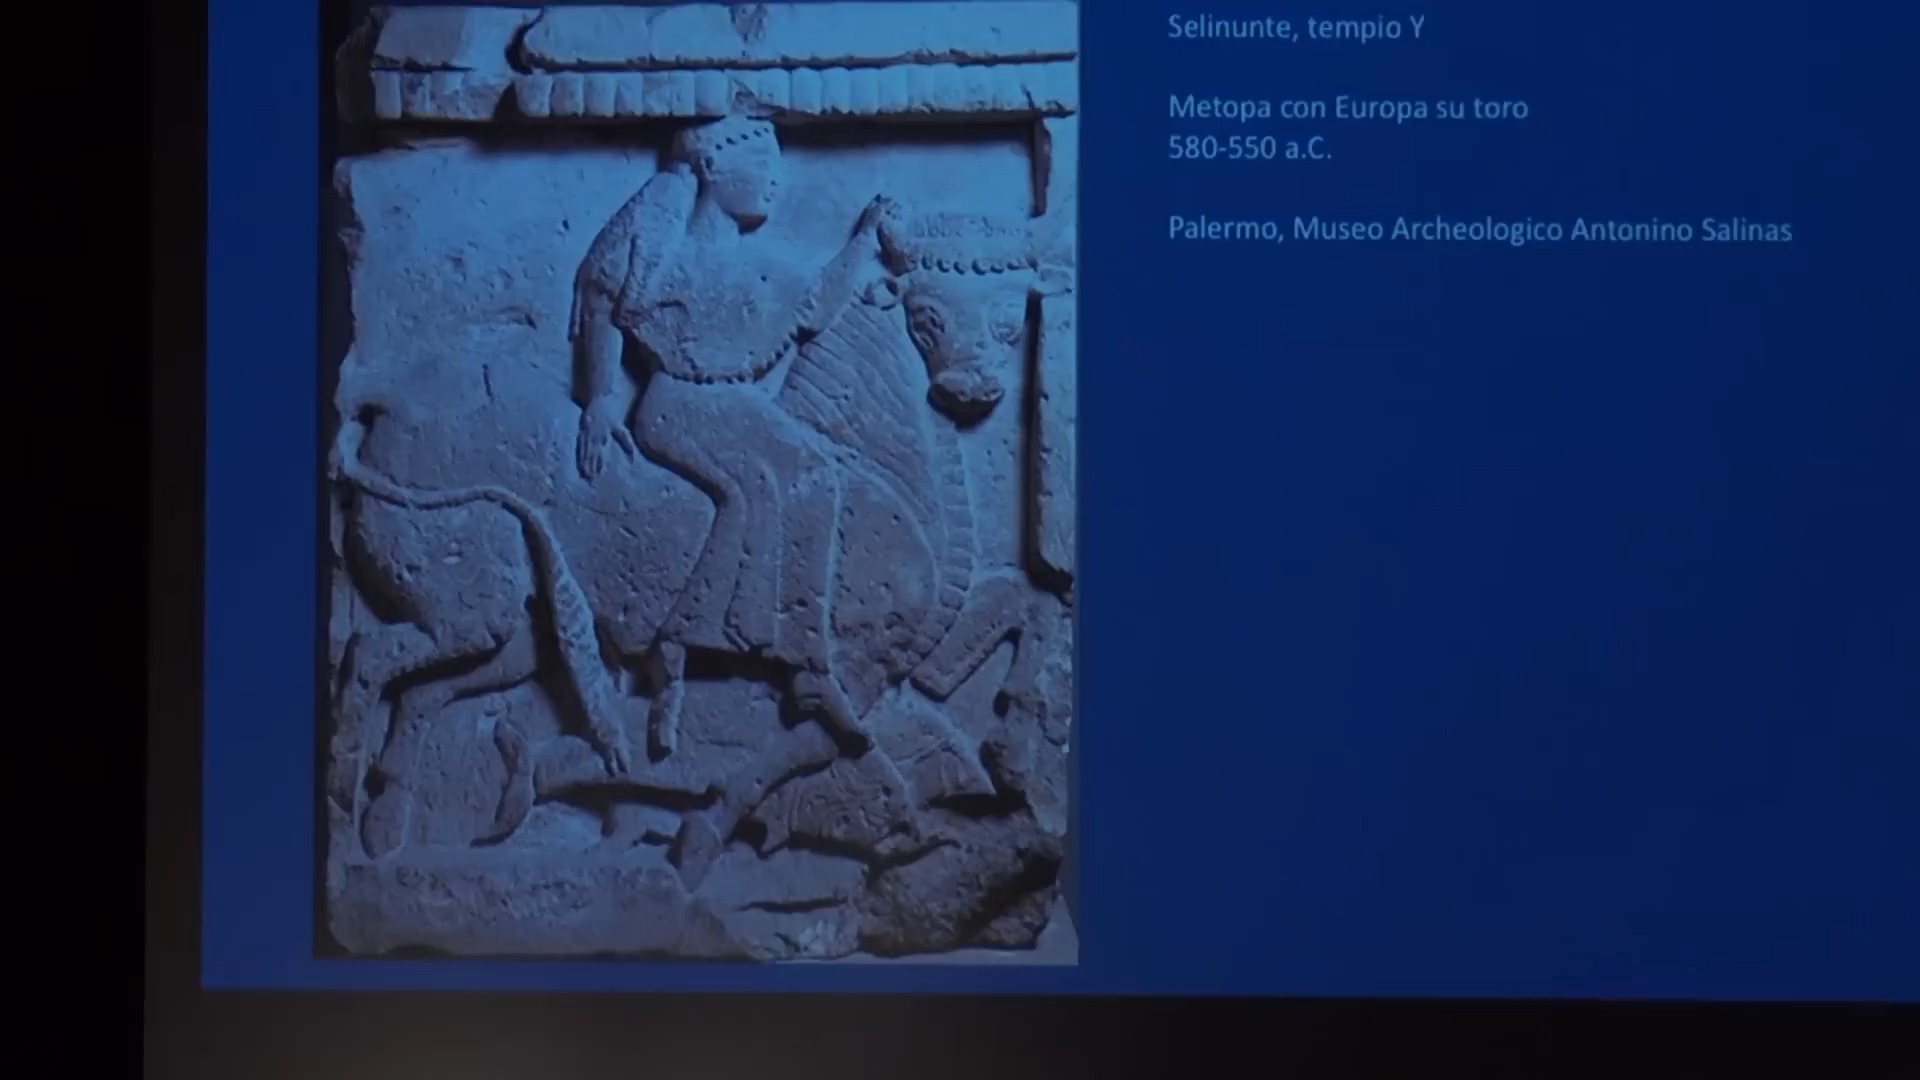 Selinunte, tempio Y
Metopa con Europa su toro
580-550 a.C.
Palermo, Museo Archeologico Antonino Salinas